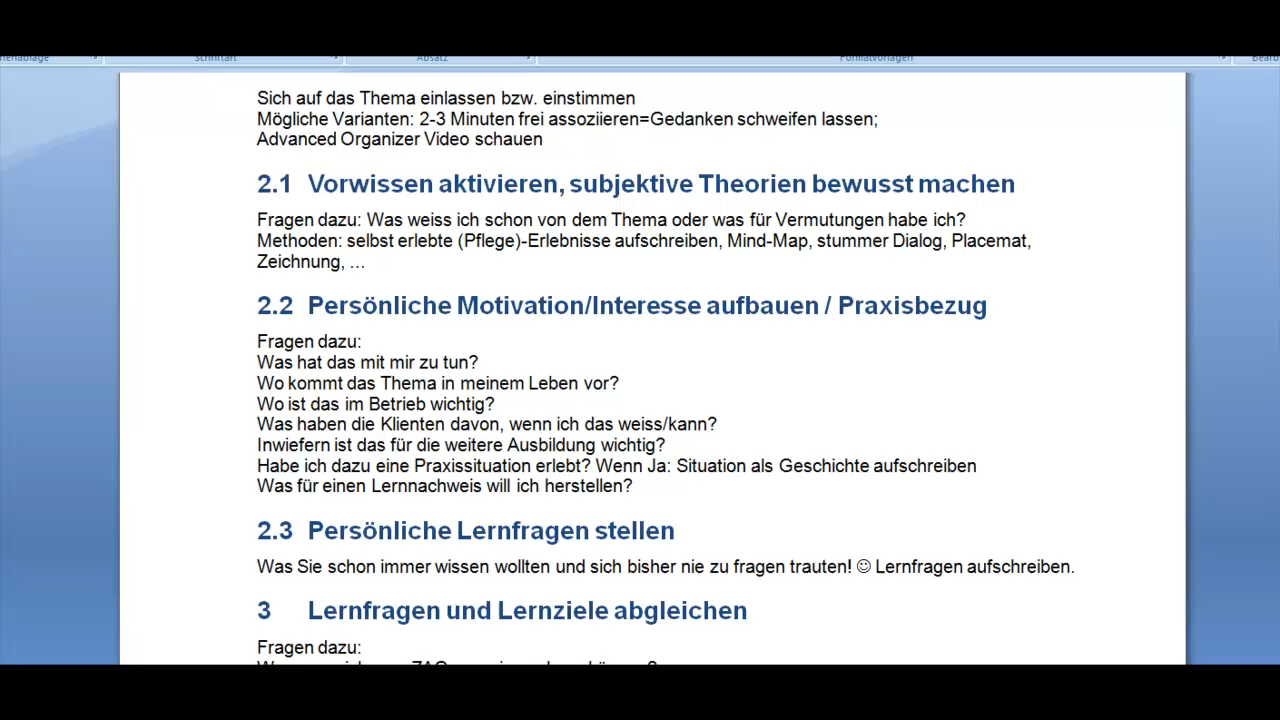 Schriftart
Absatz
Formatvorlagen
Sich auf das Thema einlassen bzw. einstimmen
Mögliche Varianten: 2-3 Minuten frei assoziieren=Gedanken schweifen lassen;
Advanced Organizer Video schauen
2.1 Vorwissen aktivieren, subjektive Theorien bewusst machen
Fragen dazu: Was weiss ich schon von dem Thema oder was für Vermutungen habe ich?
Methoden: selbst erlebte (Pflege)-Erlebnisse aufschreiben, Mind-Map, stummer Dialog, Placemat,
Zeichnung, …
2.2 Persönliche Motivation/Interesse aufbauen / Praxisbezug
Fragen dazu:
Was hat das mit mir zu tun?
Wo kommt das Thema in meinem Leben vor?
Wo ist das im Betrieb wichtig?
Was haben die Klienten davon, wenn ich das weiss/kann?
Inwiefern ist das für die weitere Ausbildung wichtig?
Habe ich dazu eine Praxissituation erlebt? Wenn Ja: Situation als Geschichte aufschreiben
Was für einen Lernnachweis will ich herstellen?
2.3 Persönliche Lernfragen stellen
Was Sie schon immer wissen wollten und sich bisher nie zu fragen trauten! ☺ Lernfragen aufschreiben.
3 Lernfragen und Lernziele abgleichen
Fragen dazu: